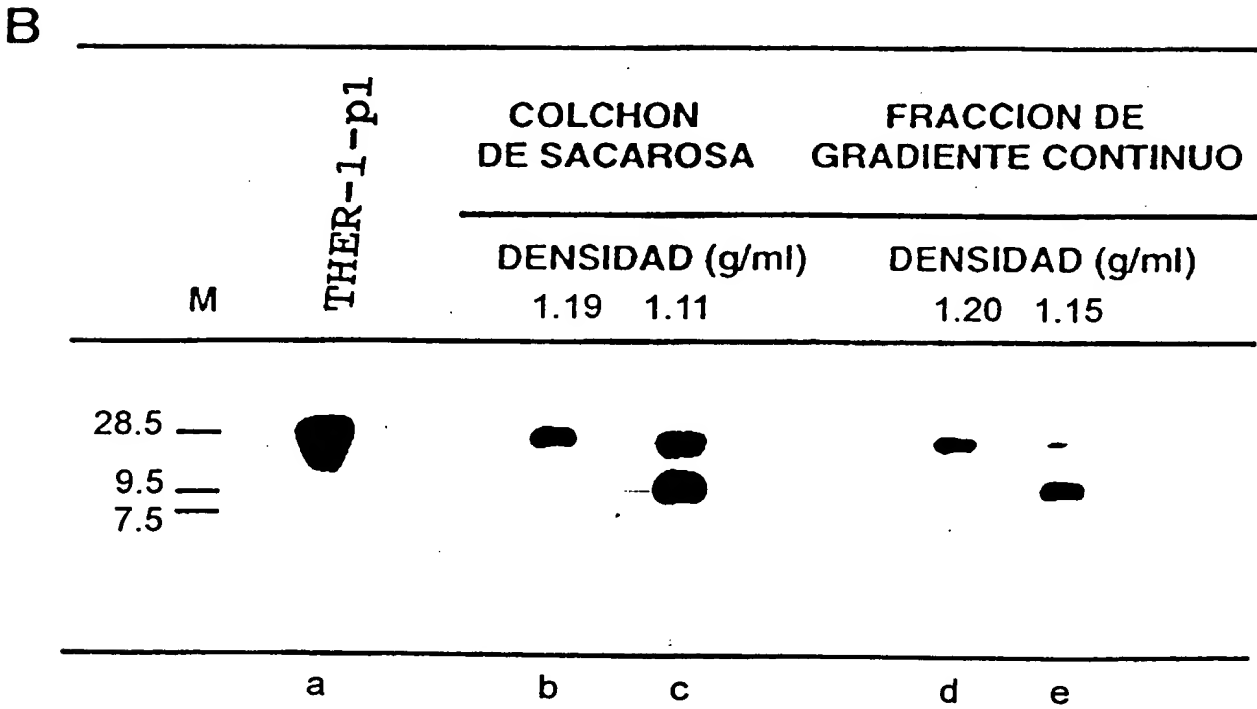 B
THER-1-p1
COLCHON
DE SACAROSA
FRACCION DE
GRADIENTE CONTINUO
M
DENSIDAD (g/ml)
1.19 1.11
DENSIDAD (g/ml)
1.20 1.15
28.5
9.5
7.5
a b c d e